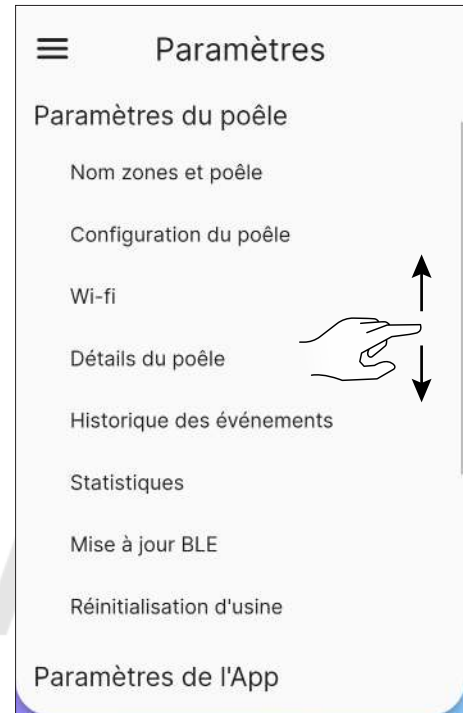 Paramètres
Paramètres du poêle
Nom zones et poêle
Configuration du poêle
Wi-fi
Détails du poêle
Historique des événements
Statistiques
Mise à jour BLE
Réinitialisation d'usine
Paramètres de l'App